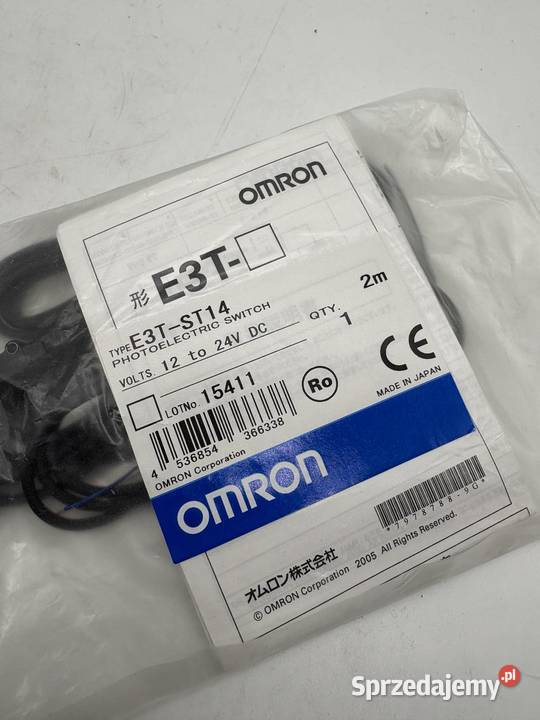 OMRON
形 E3T-□
TYPE E3T-ST14 2m
PHOTOELECTRIC SWITCH
VOLTS. 12 to 24V DC QTY. 1
LOTNo. 15411
Ro
CE
MADE IN JAPAN
4 536854 366338
OMRON Corporation
OMRON
*7978788-9G*
オムロン株式会社
© OMRON Corporation 2005 All Rights Reserved.
Sprzedajemy.pl